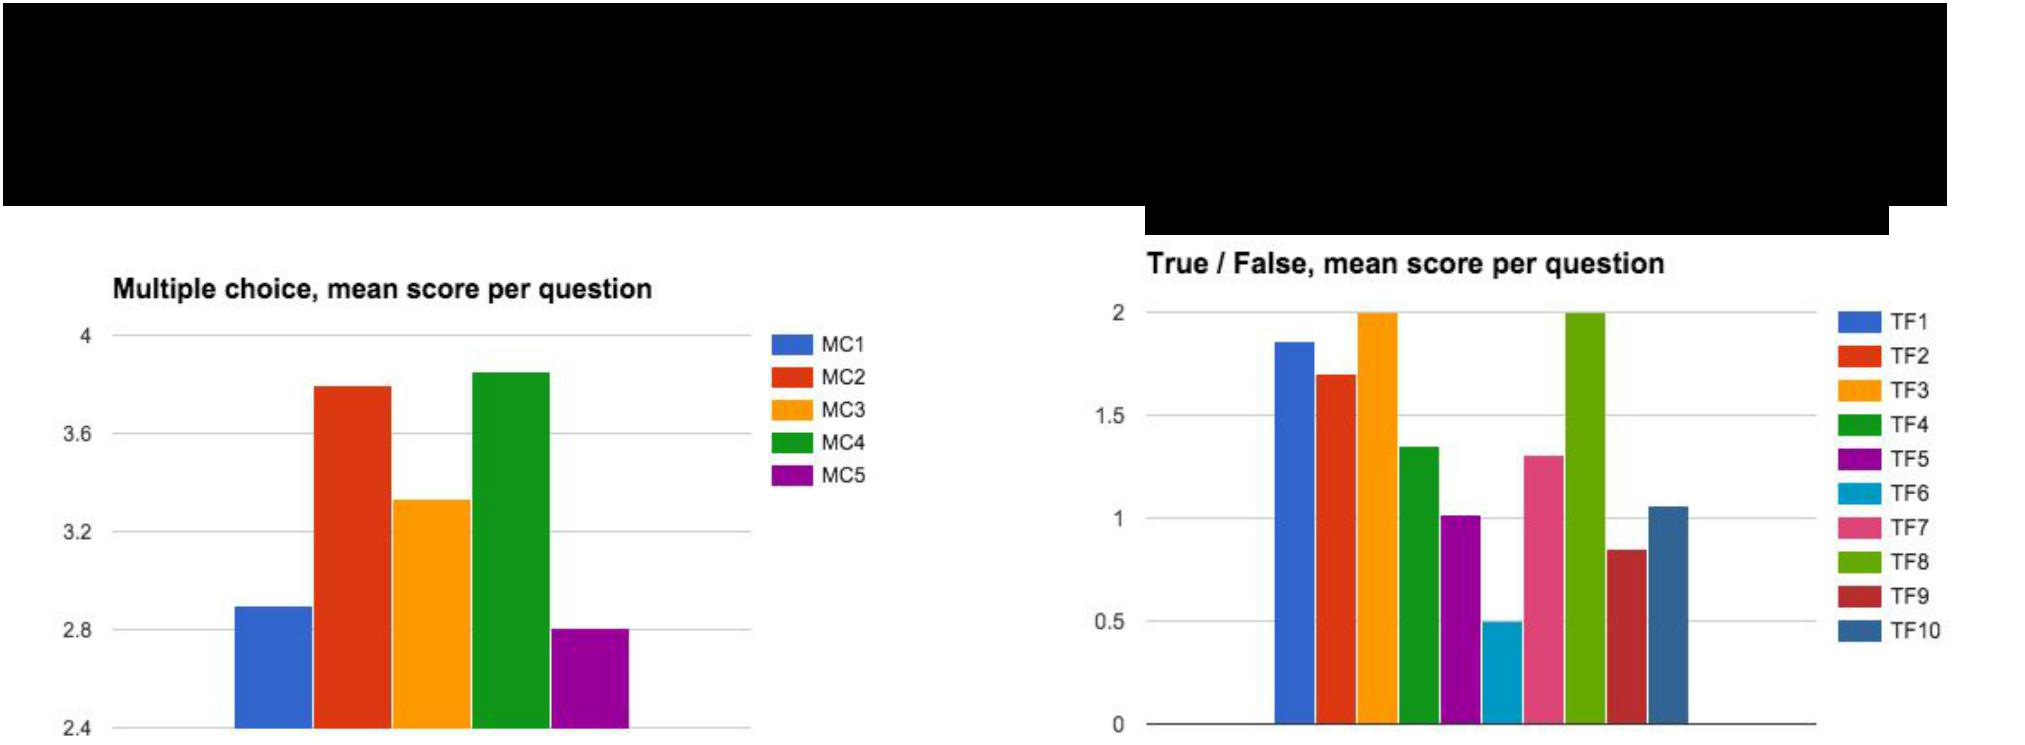 Multiple choice, mean score per question
4
3.6
3.2
2.8
2.4
MC1
MC2
MC3
MC4
MC5
True / False, mean score per question
2
1.5
1
0.5
0
TF1
TF2
TF3
TF4
TF5
TF6
TF7
TF8
TF9
TF10